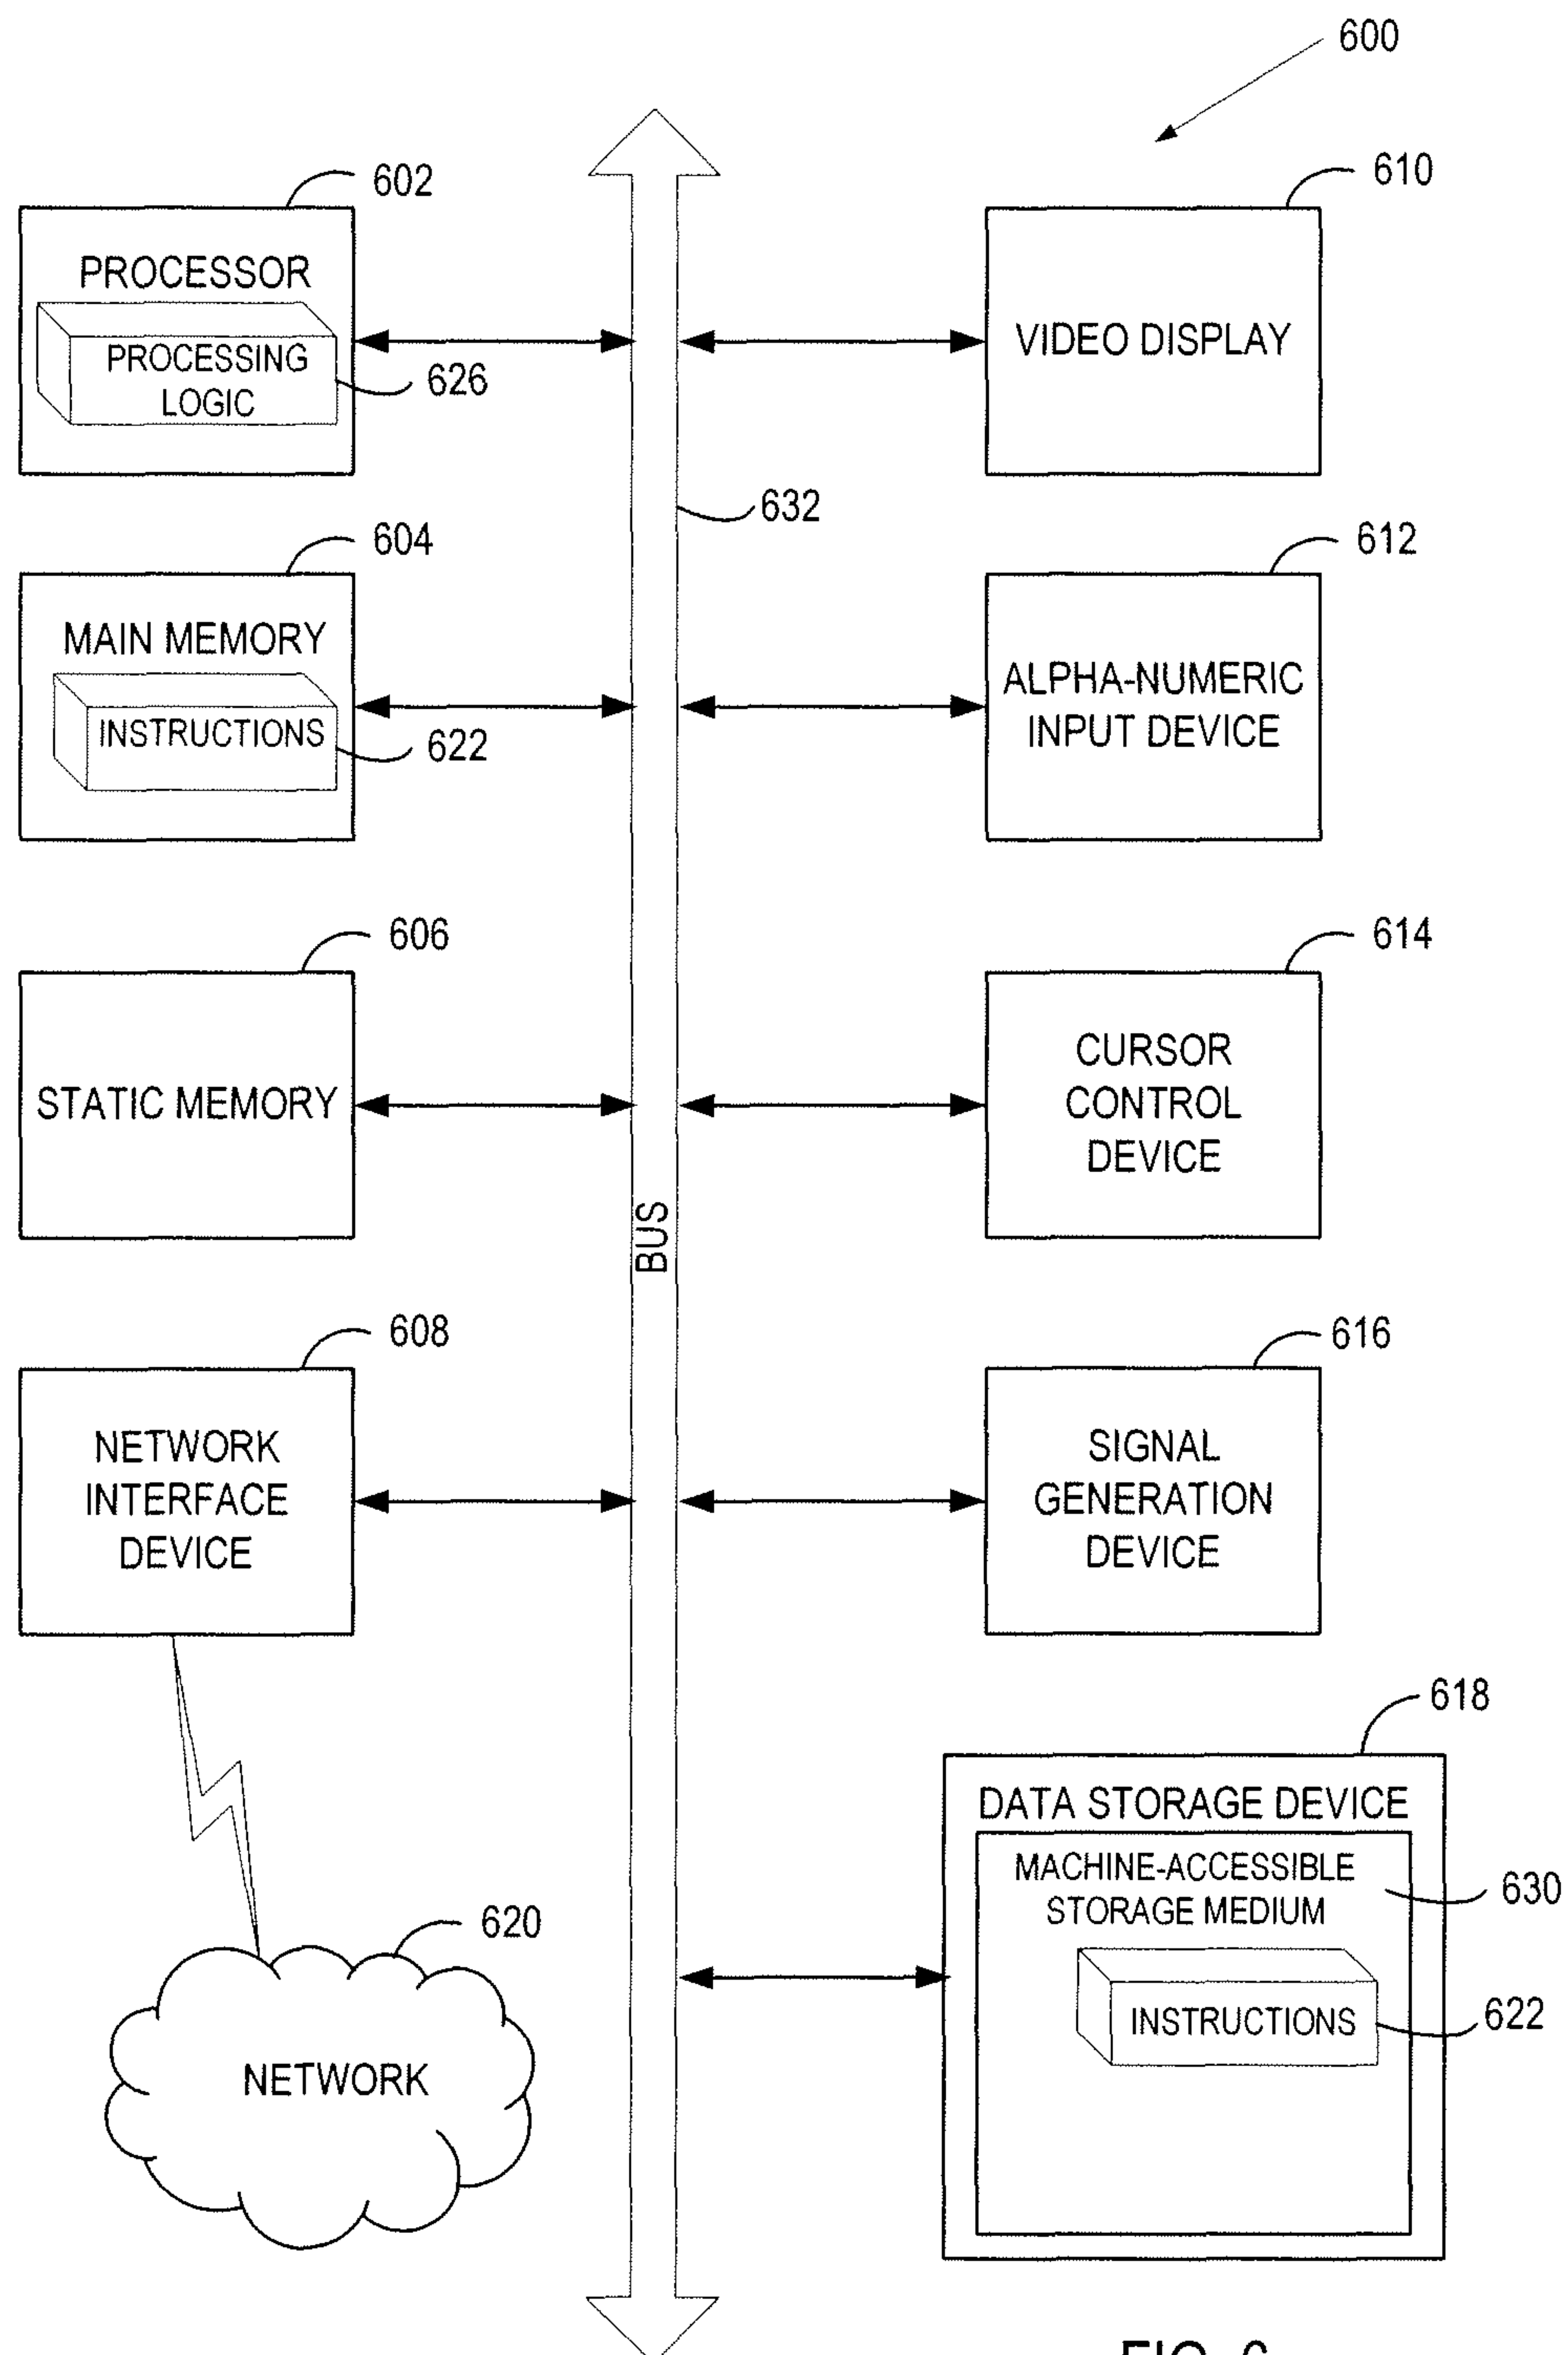 600
602
PROCESSOR
PROCESSING
LOGIC
626
610
VIDEO DISPLAY
632
604
MAIN MEMORY
INSTRUCTIONS
622
612
ALPHA-NUMERIC
INPUT DEVICE
606
STATIC MEMORY
614
CURSOR
CONTROL
DEVICE
BUS
608
NETWORK
INTERFACE
DEVICE
616
SIGNAL
GENERATION
DEVICE
618
DATA STORAGE DEVICE
MACHINE-ACCESSIBLE
STORAGE MEDIUM
630
INSTRUCTIONS
622
620
NETWORK
FIG. 6